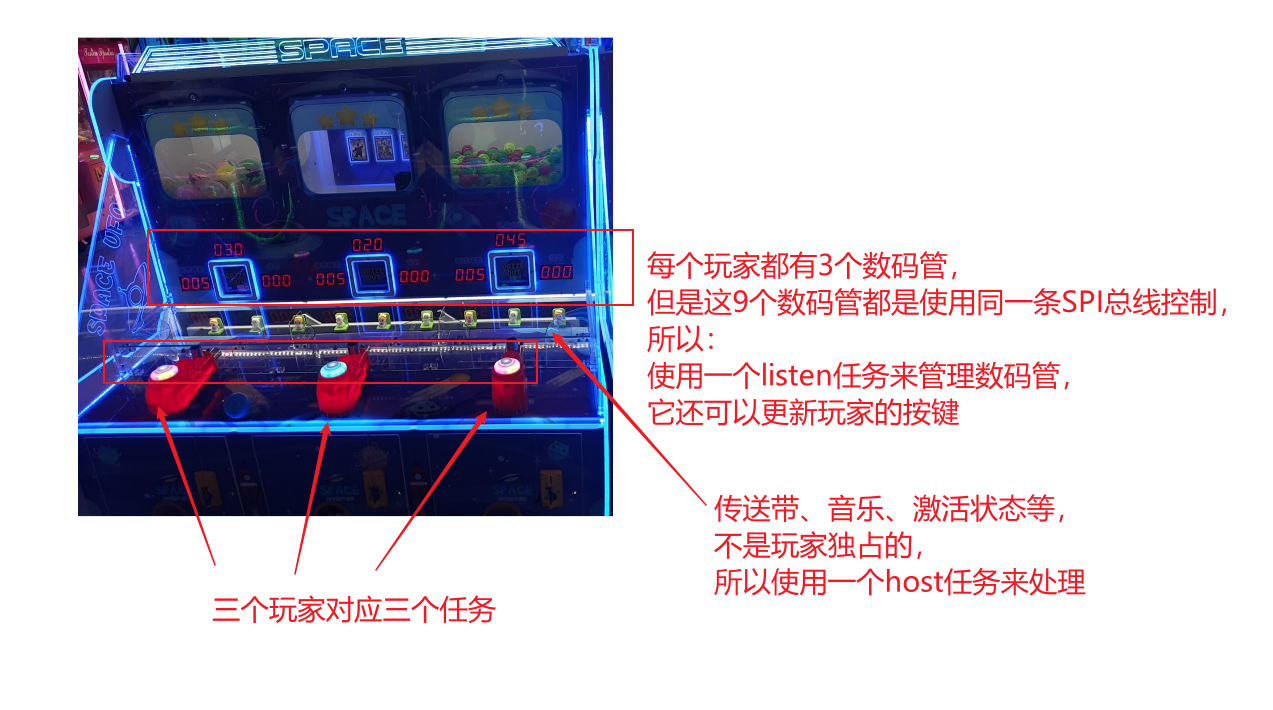 SPACE
SPACE
030
020
045
005
000
005
000
005
000
SPACE UFO
SPACE
SPACE
每个玩家都有3个数码管，
但是这9个数码管都是使用同一条SPI总线控制，
所以：
使用一个listen任务来管理数码管，
它还可以更新玩家的按键
传送带、音乐、激活状态等，
不是玩家独占的，
所以使用一个host任务来处理
三个玩家对应三个任务